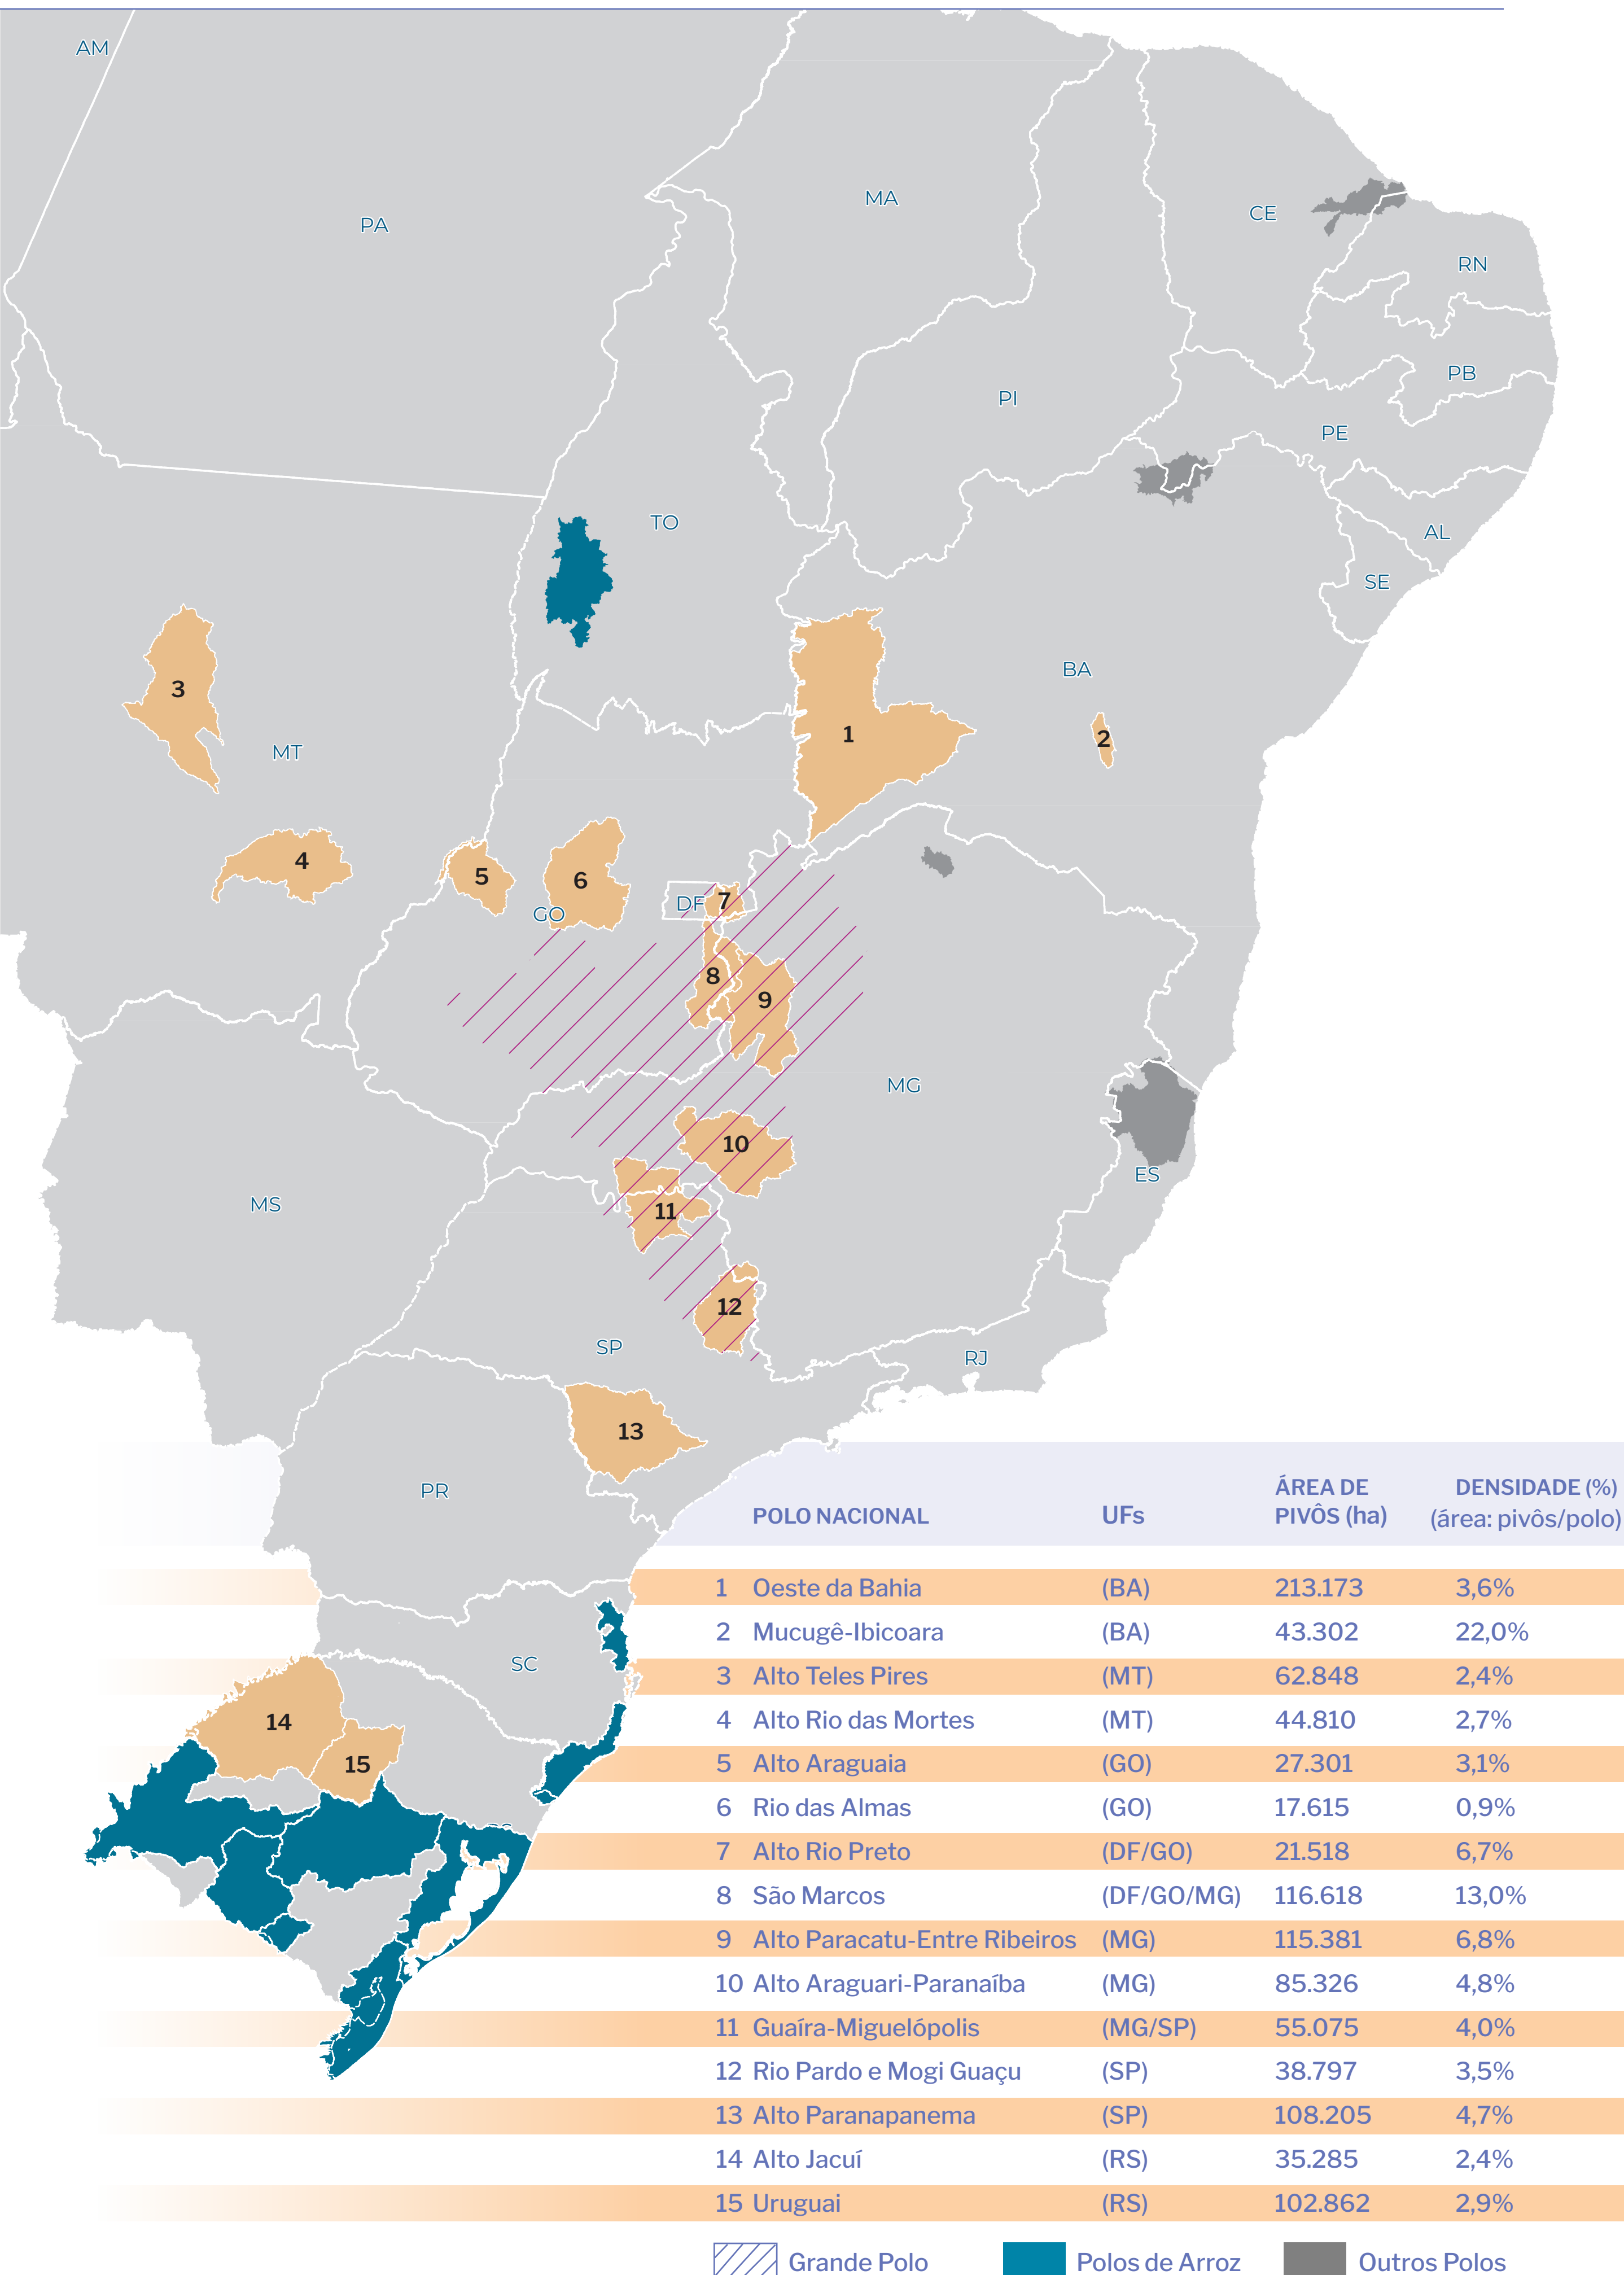 AM
PA
MA
CE
RN
PB
PI
PE
TO
AL
SE
BA
3
1
2
MT
4
5
6
7
DF
GO
8
9
MG
10
ES
MS
11
12
SP
RJ
13
PR
POLO NACIONAL UFs ÁREA DE PIVÔS (ha) DENSIDADE (%) (área: pivôs/polo)
1 Oeste da Bahia (BA) 213.173 3,6%
2 Mucugê-Ibicoara (BA) 43.302 22,0%
SC
3 Alto Teles Pires (MT) 62.848 2,4%
14
4 Alto Rio das Mortes (MT) 44.810 2,7%
15
5 Alto Araguaia (GO) 27.301 3,1%
6 Rio das Almas (GO) 17.615 0,9%
7 Alto Rio Preto (DF/GO) 21.518 6,7%
8 São Marcos (DF/GO/MG) 116.618 13,0%
9 Alto Paracatu-Entre Ribeiros (MG) 115.381 6,8%
10 Alto Araguari-Paranaíba (MG) 85.326 4,8%
11 Guaíra-Miguelópolis (MG/SP) 55.075 4,0%
12 Rio Pardo e Mogi Guaçu (SP) 38.797 3,5%
13 Alto Paranapanema (SP) 108.205 4,7%
14 Alto Jacuí (RS) 35.285 2,4%
15 Uruguai (RS) 102.862 2,9%
Grande Polo Polos de Arroz Outros Polos